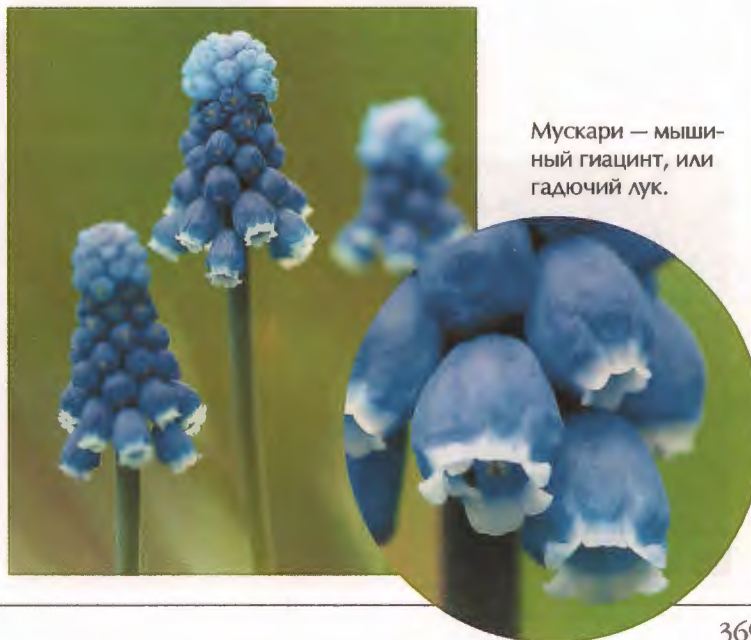 Мускари — мыши-
ный гиацинт, или
гадючий лук.